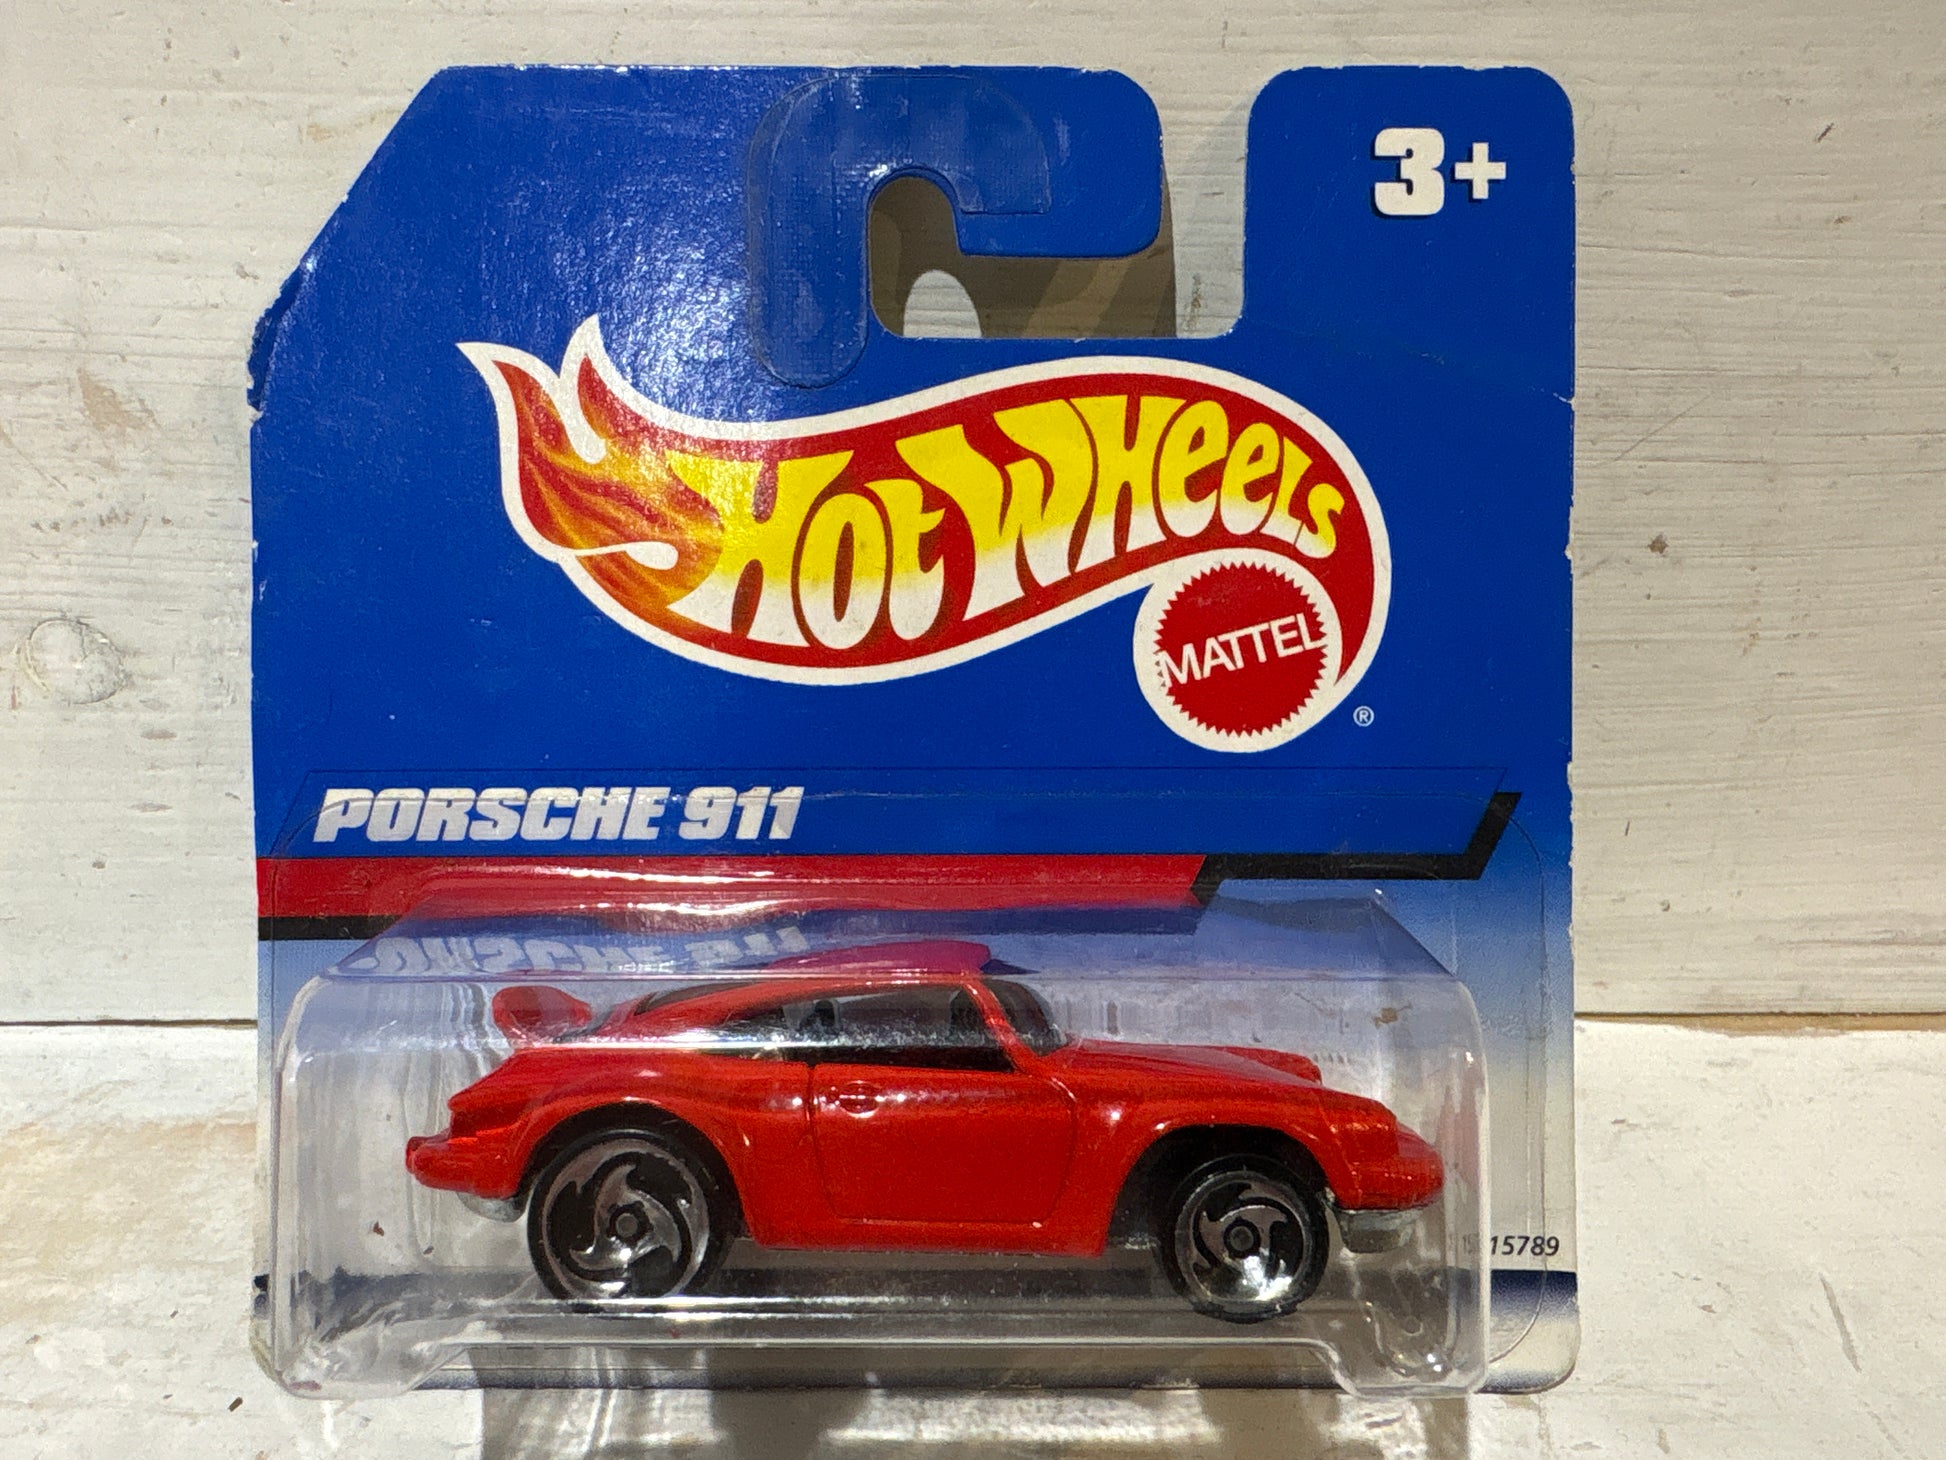 3+
Hot Wheels
MATTEL
®
PORSCHE 911
15789